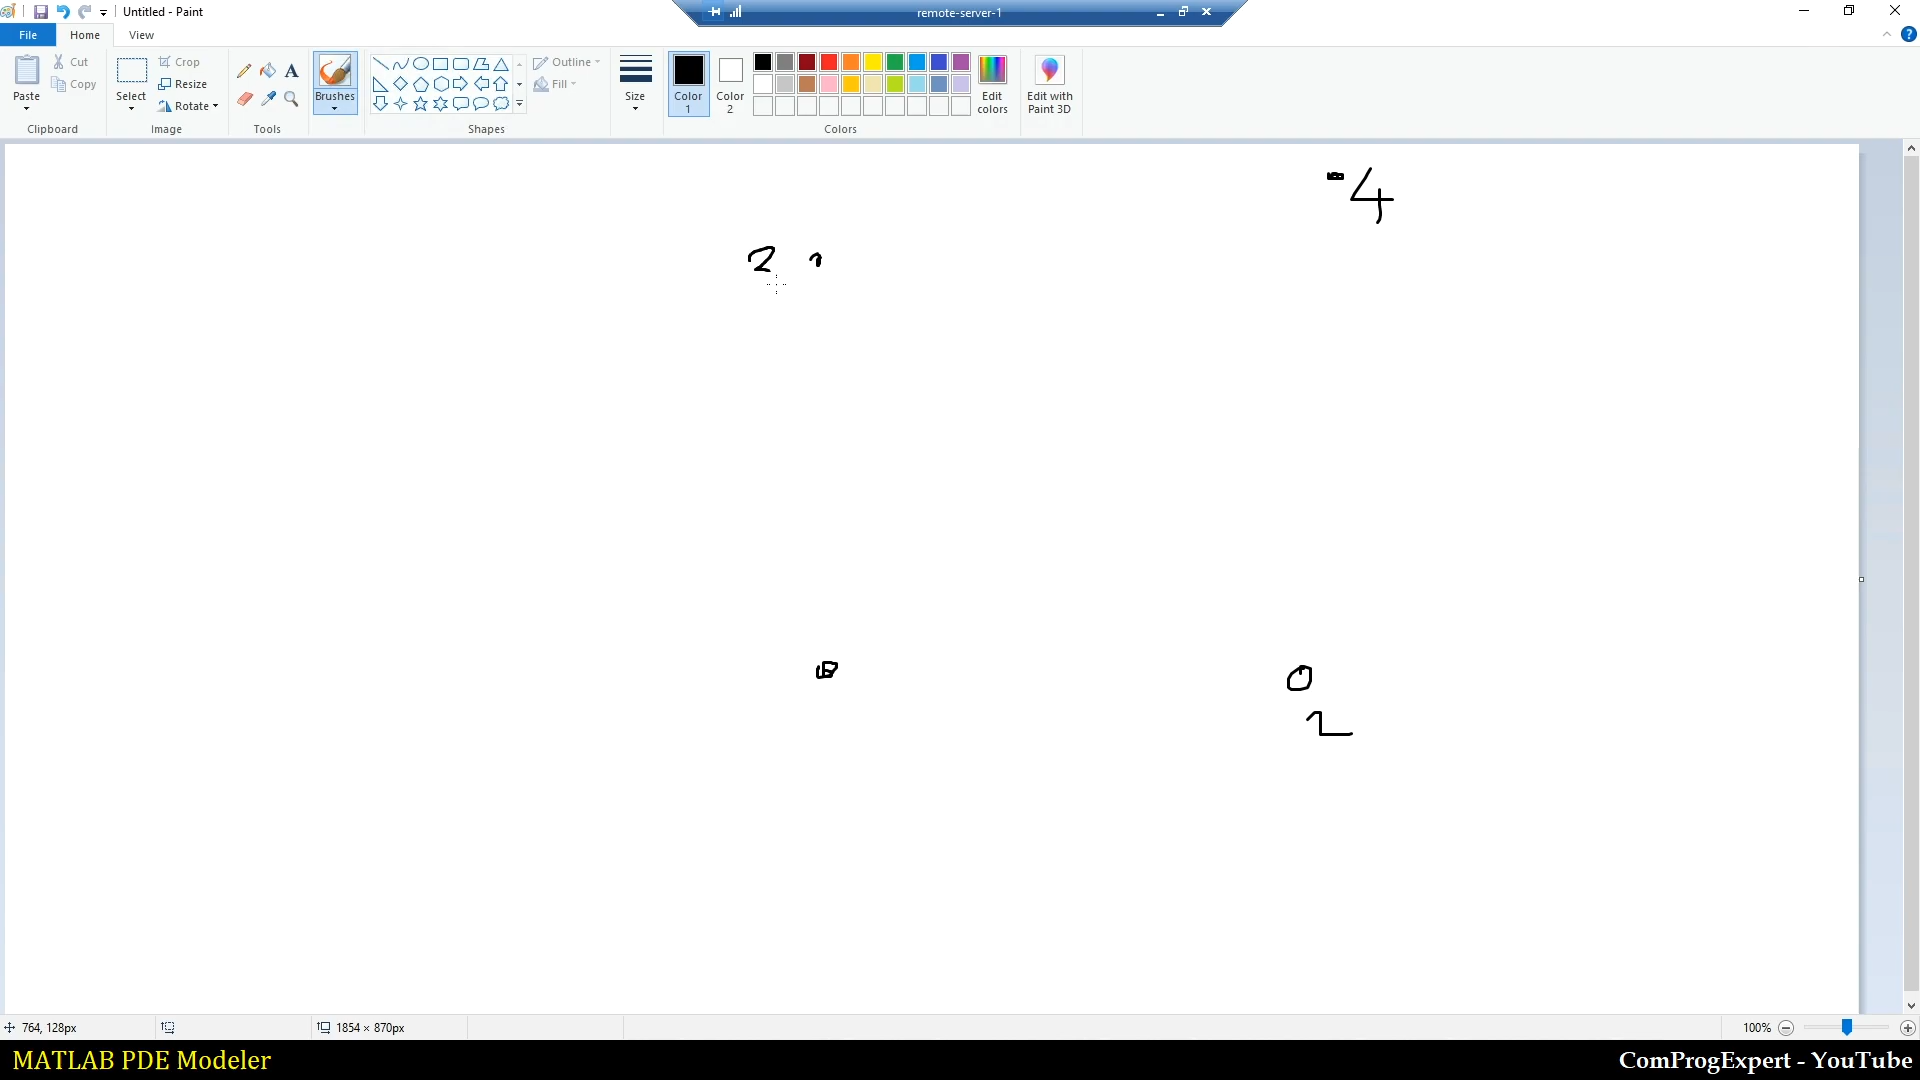 Untitled - Paint
remote-server-1
File
Home
View
Paste
Cut
Copy
Clipboard
Select
Crop
Resize
Rotate
Image
A
Tools
Brushes
Shapes
Outline
Fill
Size
Color
1
Color
2
Colors
Edit
colors
Edit with
Paint 3D
-4
2
0
2
764, 128px
1854 × 870px
100%
MATLAB PDE Modeler
ComProgExpert - YouTube